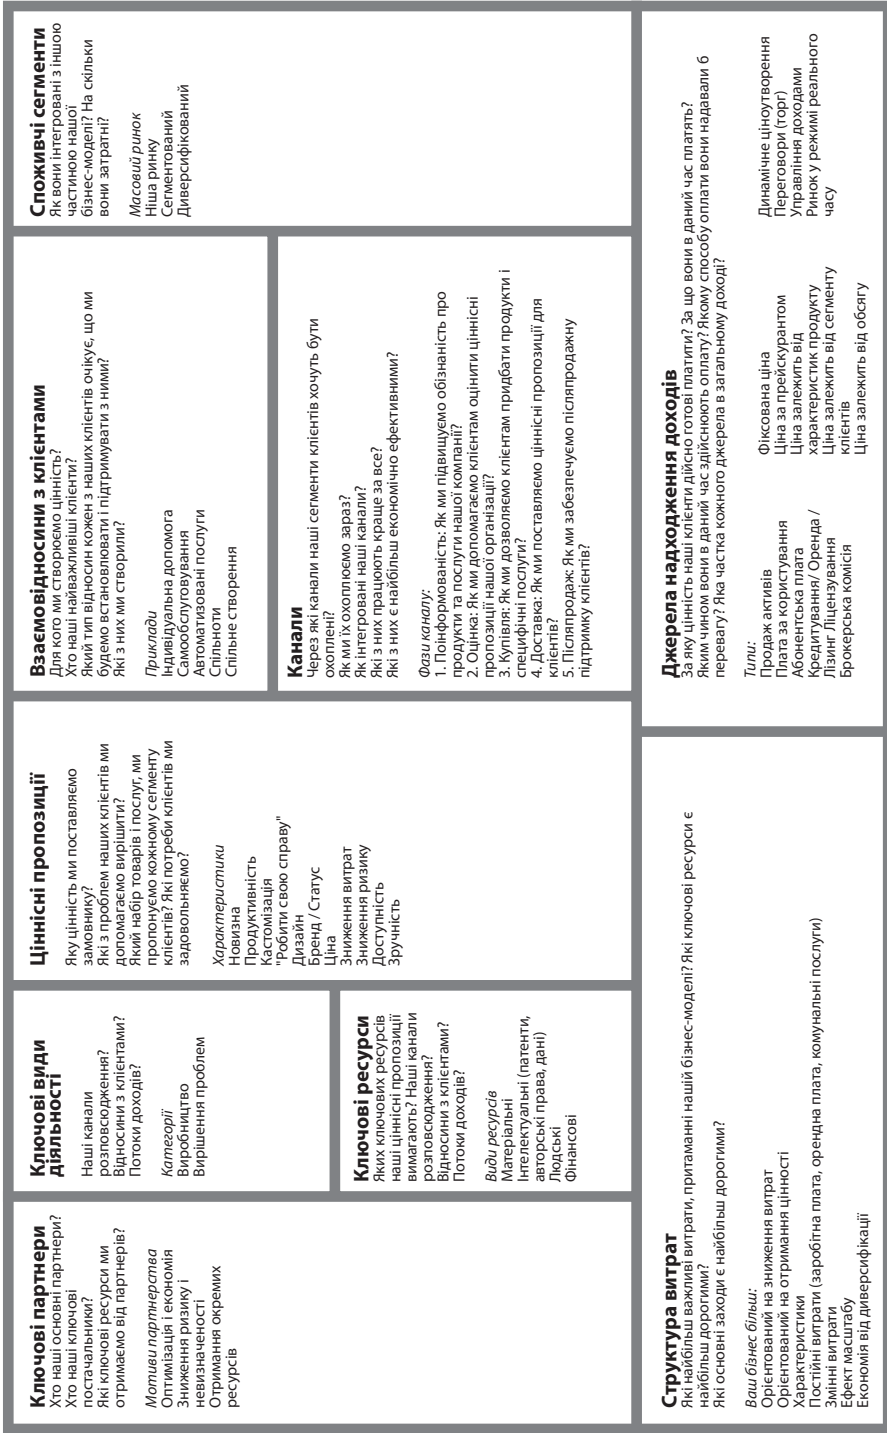 Ключові партнери
Хто наші основні партнери?
Хто наші ключові
постачальники?
Які ключові ресурси ми
отримаємо від партнерів?
Мотиви партнерства
Оптимізація і економія
Зниження ризику і
невизначеності
Отримання окремих
ресурсів
Ключові види
діяльності
Наші канали
розповсюдження?
Відносини з клієнтами?
Потоки доходів?
Категорії
Виробництво
Вирішення проблем
Ключові ресурси
Яких ключових ресурсів
наші ціннісні пропозиції
вимагають? Наші канали
розповсюдження?
Відносини з клієнтами?
Потоки доходів?
Види ресурсів
Матеріальні
Інтелектуальні (патенти,
авторські права, дані)
Людські
Фінансові
Ціннісні пропозиції
Яку цінність ми поставляємо
замовнику?
Які з проблем наших клієнтів ми
допомагаємо вирішити?
Який набір товарів і послуг, ми
пропонуємо кожному сегменту
клієнтів? Які потреби клієнтів ми
задовольняємо?
Характеристики
Новизна
Продуктивність
Кастомізація
"Робити свою справу"
Дизайн
Бренд / Статус
Ціна
Зниження витрат
Зниження ризику
Доступність
Зручність
Взаємовідносини з клієнтами
Для кого ми створюємо цінність?
Хто наші найважливіші клієнти?
Який тип відносин кожен з наших клієнтів очікує, що ми
будемо встановлювати і підтримувати з ними?
Які з них ми створили?
Приклади
Індивідуальна допомога
Самообслуговування
Автоматизовані послуги
Спільноти
Спільне створення
Канали
Через які канали наші сегменти клієнтів хочуть бути
охоплені?
Як ми їх охоплюємо зараз?
Як інтегровані наші канали?
Які з них працюють краще за все?
Які з них є найбільш економічно ефективними?
Фази каналу:
1. Поінформованість: Як ми підвищуємо обізнаність про
продукти та послуги нашої компанії?
2. Оцінка: Як ми допомагаємо клієнтам оцінити ціннісні
пропозиції нашої організації?
3. Купівля: Як ми дозволяємо клієнтам придбати продукти і
специфічні послуги?
4. Доставка: Як ми поставляємо ціннісні пропозиції для
клієнтів?
5. Післяпродаж: Як ми забезпечуємо післяпродажну
підтримку клієнтів?
Споживчі сегменти
Як вони інтегровані з іншою
частиною нашої
бізнес-моделі? На скільки
вони затратні?
Масовий ринок
Ніша ринку
Сегментований
Диверсифікований
Структура витрат
Які найбільш важливі витрати, притаманні нашій бізнес-моделі? Які ключові ресурси є
найбільш дорогими?
Які основні заходи є найбільш дорогими?
Ваш бізнес більш:
Орієнтований на зниження витрат
Орієнтований на отримання цінності
Характеристики
Постійні витрати (заробітна плата, орендна плата, комунальні послуги)
Змінні витрати
Ефект масштабу
Економія від диверсифікації
Джерела надходження доходів
За яку цінність наші клієнти дійсно готові платити? За що вони в даний час платять?
Яким чином вони в даний час здійснюють оплату? Якому способу оплати вони надавали б
перевагу? Яка частка кожного джерела в загальному доході?
Типи:
Продаж активів
Плата за користування
Абонентська плата
Кредитування/ Оренда /
Лізинг Ліцензування
Брокерська комісія
Фіксована ціна
Ціна за прейскурантом
Ціна залежить від
характеристик продукту
Ціна залежить від сегменту
клієнтів
Ціна залежить від обсягу
Динамічне ціноутворення
Переговори (торг)
Управління доходами
Ринок у режимі реального
часу